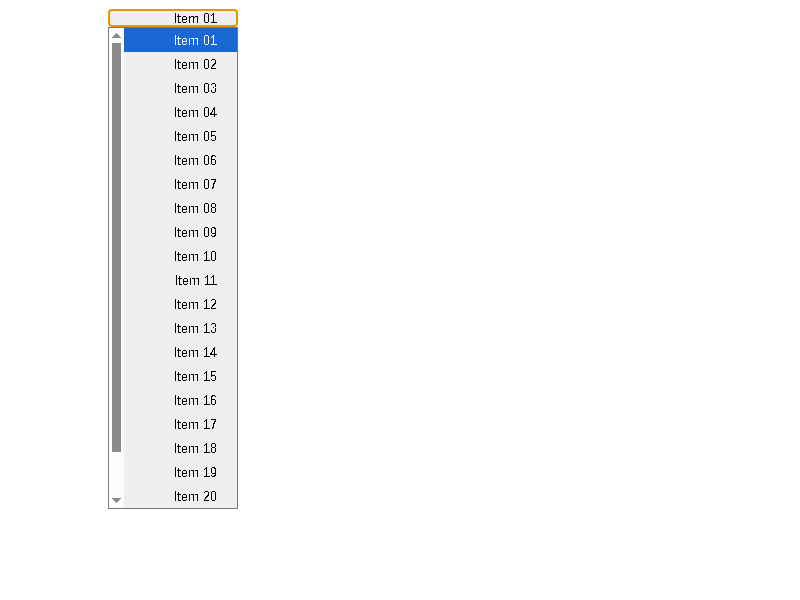 Item 01
Item 01
Item 02
Item 03
Item 04
Item 05
Item 06
Item 07
Item 08
Item 09
Item 10
Item 11
Item 12
Item 13
Item 14
Item 15
Item 16
Item 17
Item 18
Item 19
Item 20